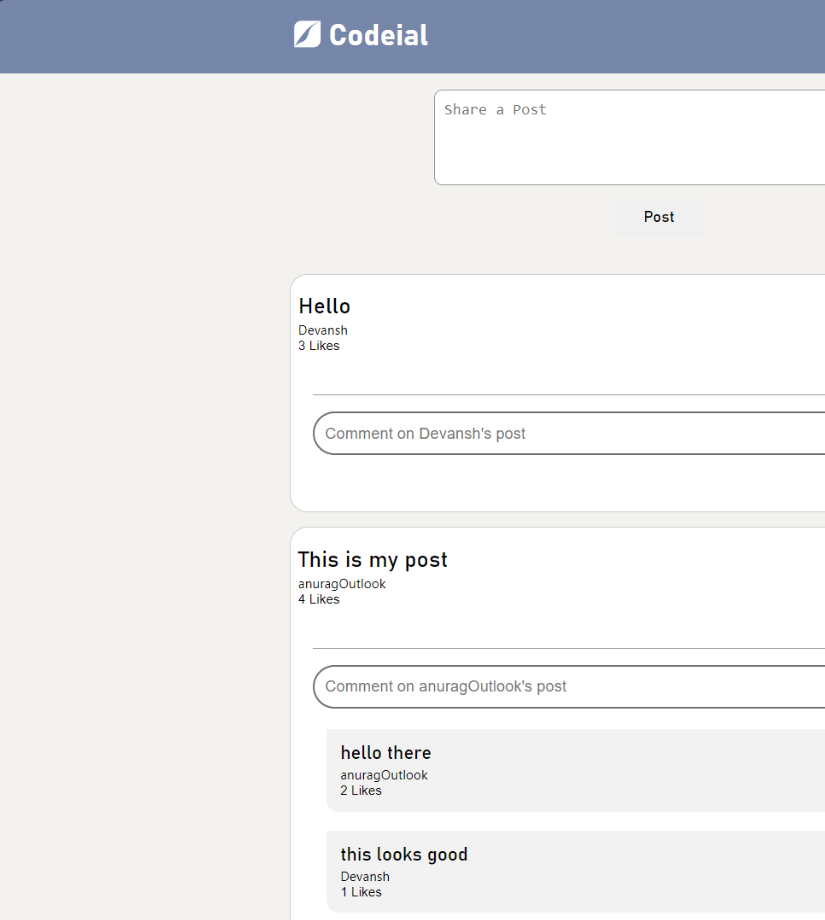 Codeial
Share a Post
Post
Hello
Devansh
3 Likes
Comment on Devansh's post
This is my post
anuragOutlook
4 Likes
Comment on anuragOutlook's post
hello there
anuragOutlook
2 Likes
this looks good
Devansh
1 Likes